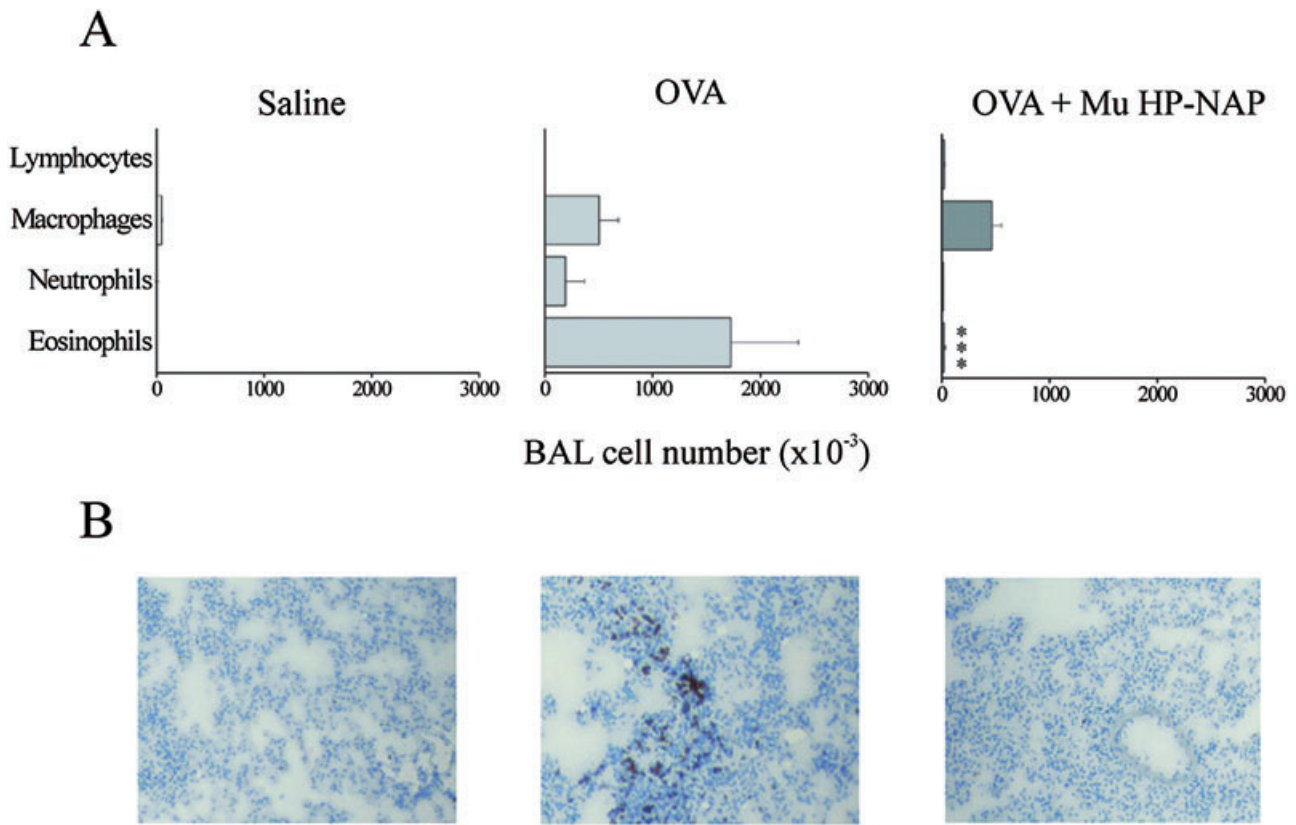 A
Saline
OVA
OVA + Mu HP-NAP
Lymphocytes
Macrophages
Neutrophils
Eosinophils
***
0 1000 2000 3000
0 1000 2000 3000
0 1000 2000 3000
BAL cell number (x10⁻³)
B